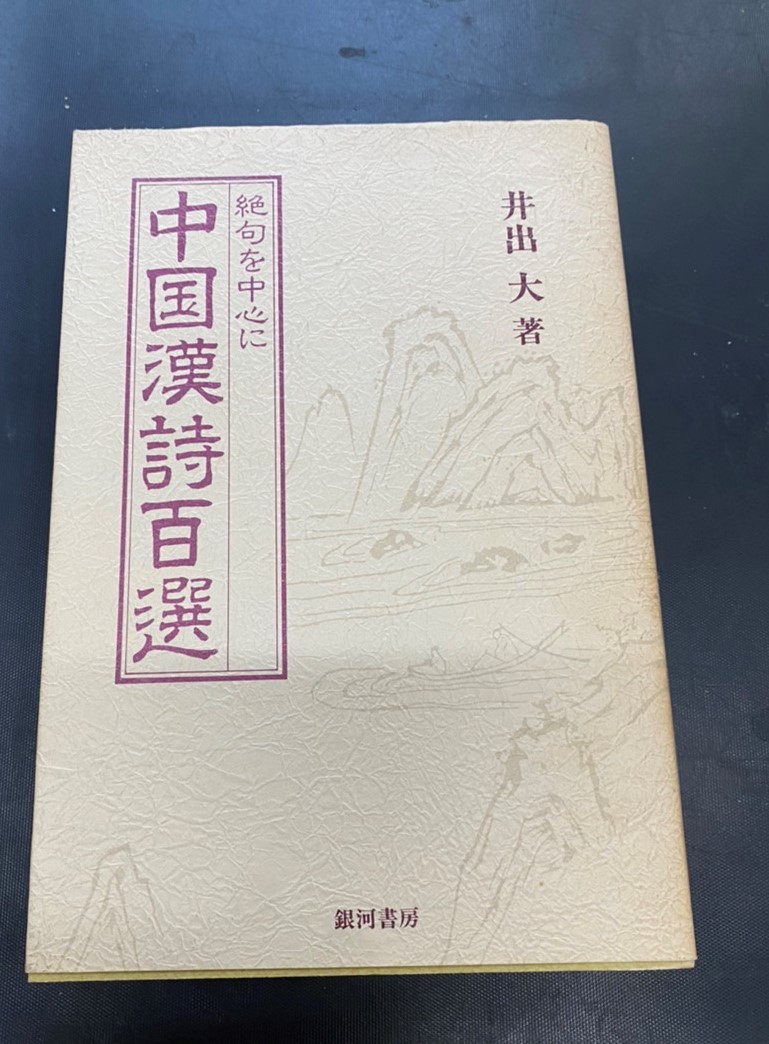 井出 大 著
絶句を中心に
中国漢詩百選
銀河書房